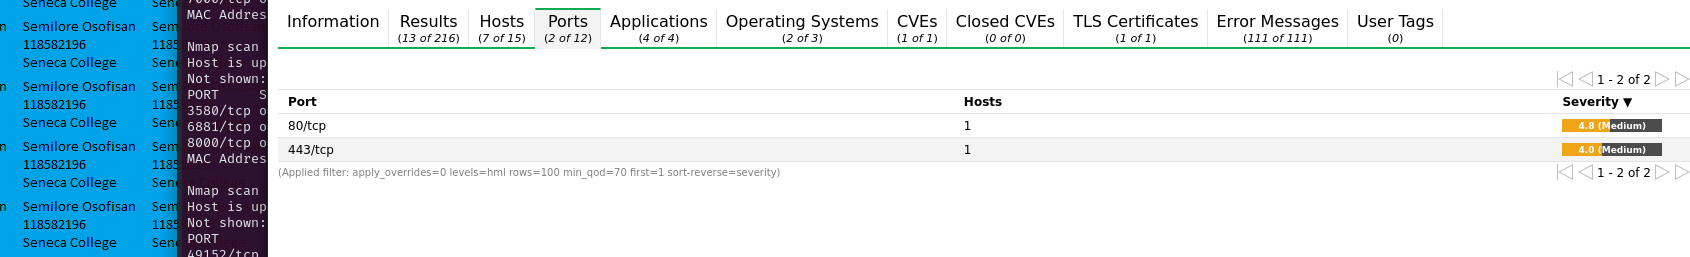 Seneca College Sene
n Semilore Osofisan Sem
118582196 1185
Seneca College Sen
n Semilore Osofisan Sem
118582196 1185
Seneca College Sene
n Semilore Osofisan Sem
118582196 1185
Seneca College Sene
n Semilore Osofisan Sem
118582196 1185
Seneca College Sene
7000/tcp o
MAC Addres
Nmap scan
Host is up
Not shown:
PORT S
3580/tcp o
6881/tcp o
8000/tcp o
MAC Addres
Nmap scan
Host is up
Not shown:
PORT
49152/tcp
Information Results Hosts Ports Applications Operating Systems CVEs Closed CVEs TLS Certificates Error Messages User Tags
(13 of 216) (7 of 15) (2 of 12) (4 of 4) (2 of 3) (1 of 1) (0 of 0) (1 of 1) (111 of 111) (0)
1 - 2 of 2
Port Hosts Severity ▼
80/tcp 1 4.8 (Medium)
443/tcp 1 4.0 (Medium)
(Applied filter: apply_overrides=0 levels=hml rows=100 min_qod=70 first=1 sort-reverse=severity)
1 - 2 of 2